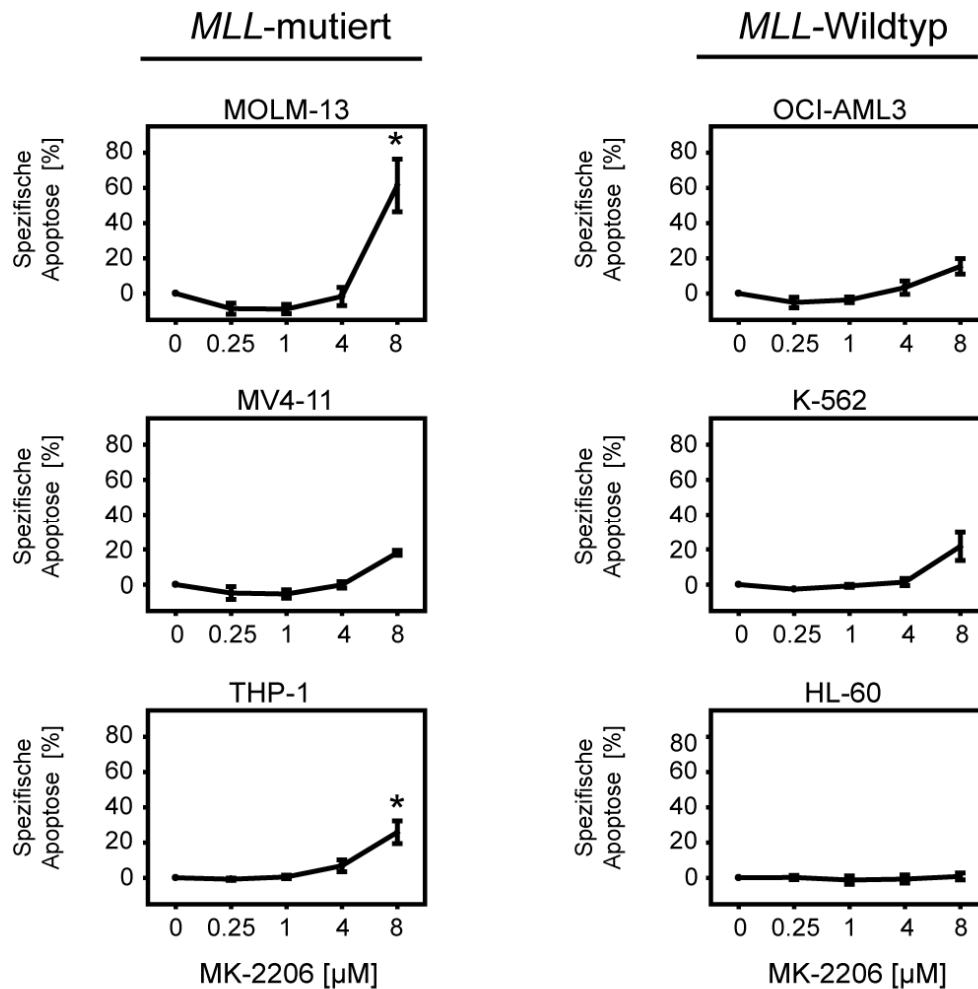 MLL-mutiert
MLL-Wildtyp
MOLM-13
Spezifische
Apoptose [%]
80
60
40
20
0
*
0 0.25 1 4 8
OCI-AML3
Spezifische
Apoptose [%]
80
60
40
20
0
0 0.25 1 4 8
MV4-11
Spezifische
Apoptose [%]
80
60
40
20
0
0 0.25 1 4 8
K-562
Spezifische
Apoptose [%]
80
60
40
20
0
0 0.25 1 4 8
THP-1
Spezifische
Apoptose [%]
80
60
40
20
0
*
0 0.25 1 4 8
MK-2206 [µM]
HL-60
Spezifische
Apoptose [%]
80
60
40
20
0
0 0.25 1 4 8
MK-2206 [µM]